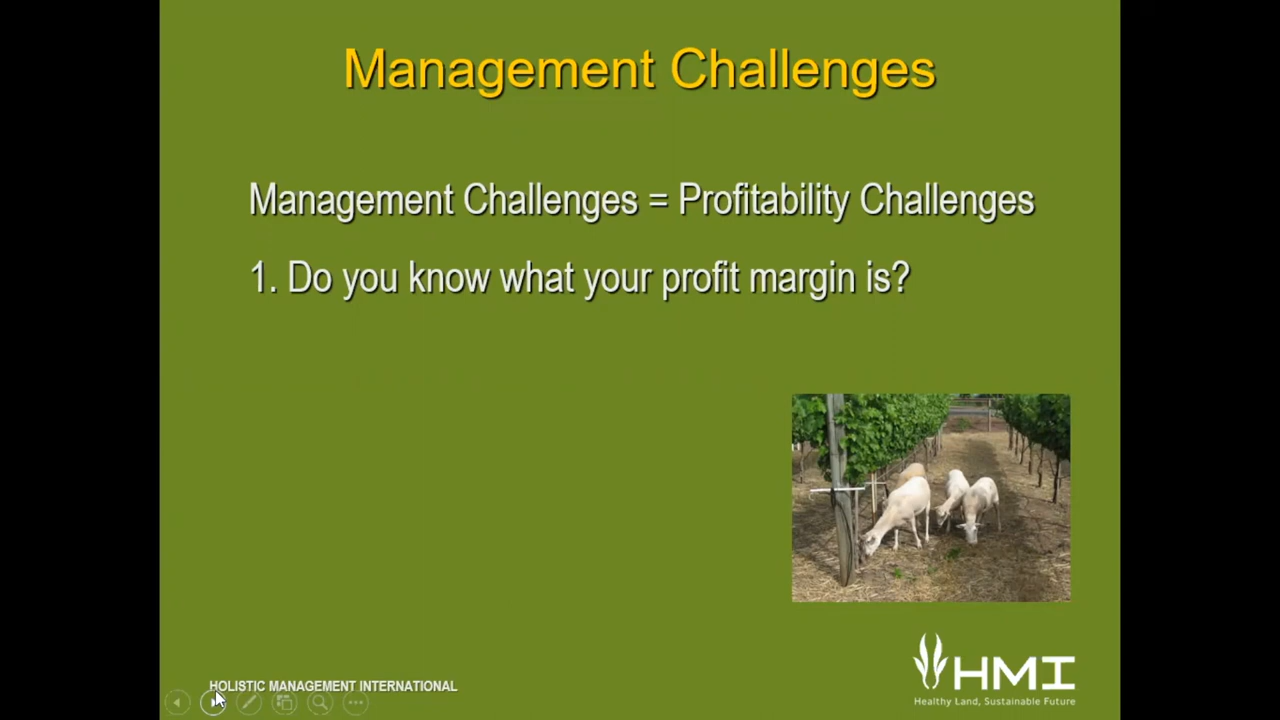 Management Challenges
Management Challenges = Profitability Challenges
1. Do you know what your profit margin is?
HMI
Healthy Land, Sustainable Future
HOLISTIC MANAGEMENT INTERNATIONAL